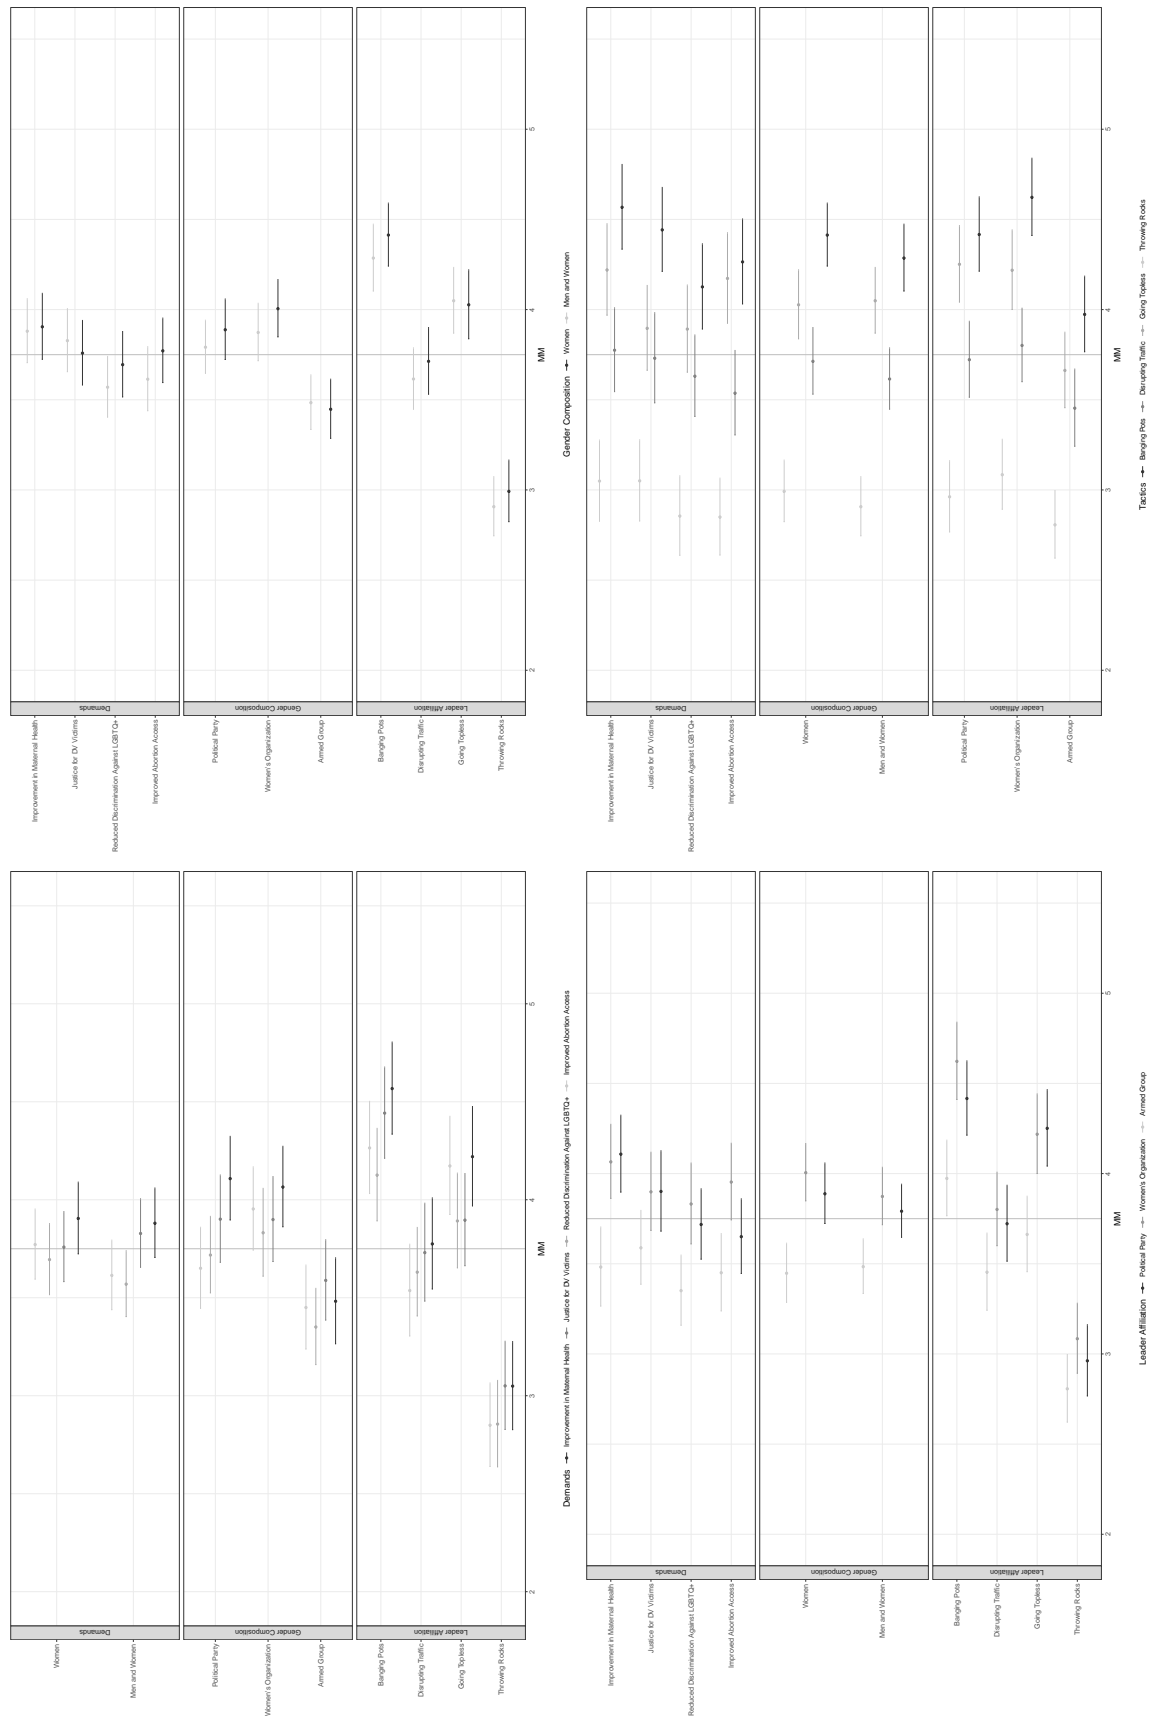 Demands
Improvement in Maternal Health
Justice for DV Victims
Reduced Discrimination Against LGBTQ+
Improved Abortion Access
Gender Composition
Political Party
Women's Organization
Armed Group
Leader Affiliation
Banging Pots
Disrupting Traffic
Going Topless
Throwing Rocks
2 3 4 5
MM
Gender Composition Women Men and Women
Demands
Improvement in Maternal Health
Justice for DV Victims
Reduced Discrimination Against LGBTQ+
Improved Abortion Access
Gender Composition
Women
Men and Women
Leader Affiliation
Political Party
Women's Organization
Armed Group
2 3 4 5
MM
Tactics Banging Pots Disrupting Traffic Going Topless Throwing Rocks
Demands
Women
Men and Women
Gender Composition
Political Party
Women's Organization
Armed Group
Leader Affiliation
Banging Pots
Disrupting Traffic
Going Topless
Throwing Rocks
2 3 4 5
MM
Demands Improvement in Maternal Health Justice for DV Victims Reduced Discrimination Against LGBTQ+ Improved Abortion Access
Demands
Improvement in Maternal Health
Justice for DV Victims
Reduced Discrimination Against LGBTQ+
Improved Abortion Access
Gender Composition
Women
Men and Women
Leader Affiliation
Banging Pots
Disrupting Traffic
Going Topless
Throwing Rocks
2 3 4 5
MM
Leader Affiliation Political Party Women's Organization Armed Group